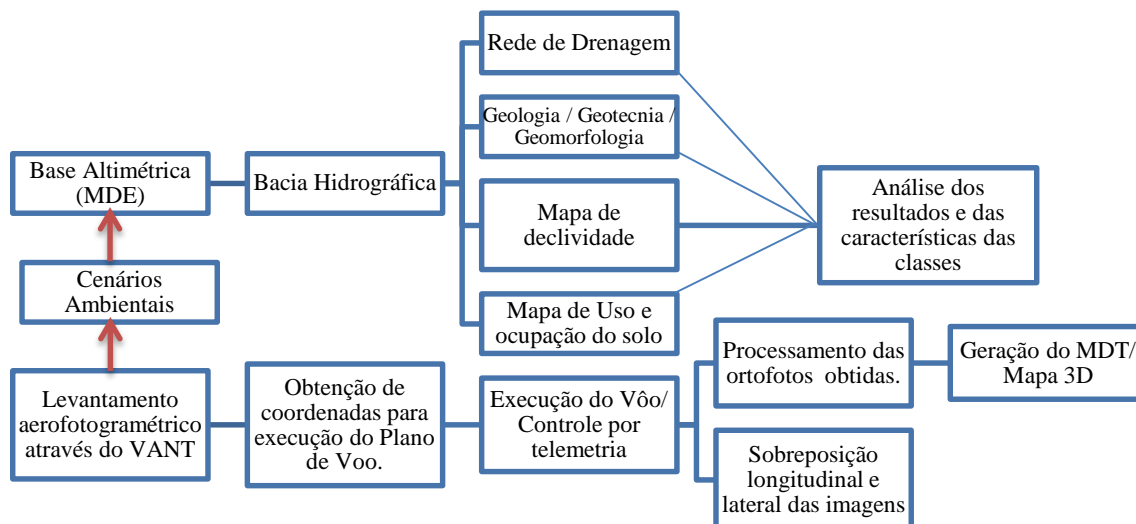 Rede de Drenagem
Geologia / Geotecnia /
Geomorfologia
Base Altimétrica
(MDE)
Bacia Hidrográfica
Mapa de
declividade
Análise dos
resultados e das
características das
classes
Cenários
Ambientais
Mapa de Uso e
ocupação do solo
Levantamento
aerofotogramétrico
através do VANT
Obtenção de
coordenadas para
execução do Plano
de Voo.
Execução do Vôo/
Controle por
telemetria
Processamento das
ortofotos obtidas.
Geração do MDT/
Mapa 3D
Sobreposição
longitudinal e
lateral das imagens